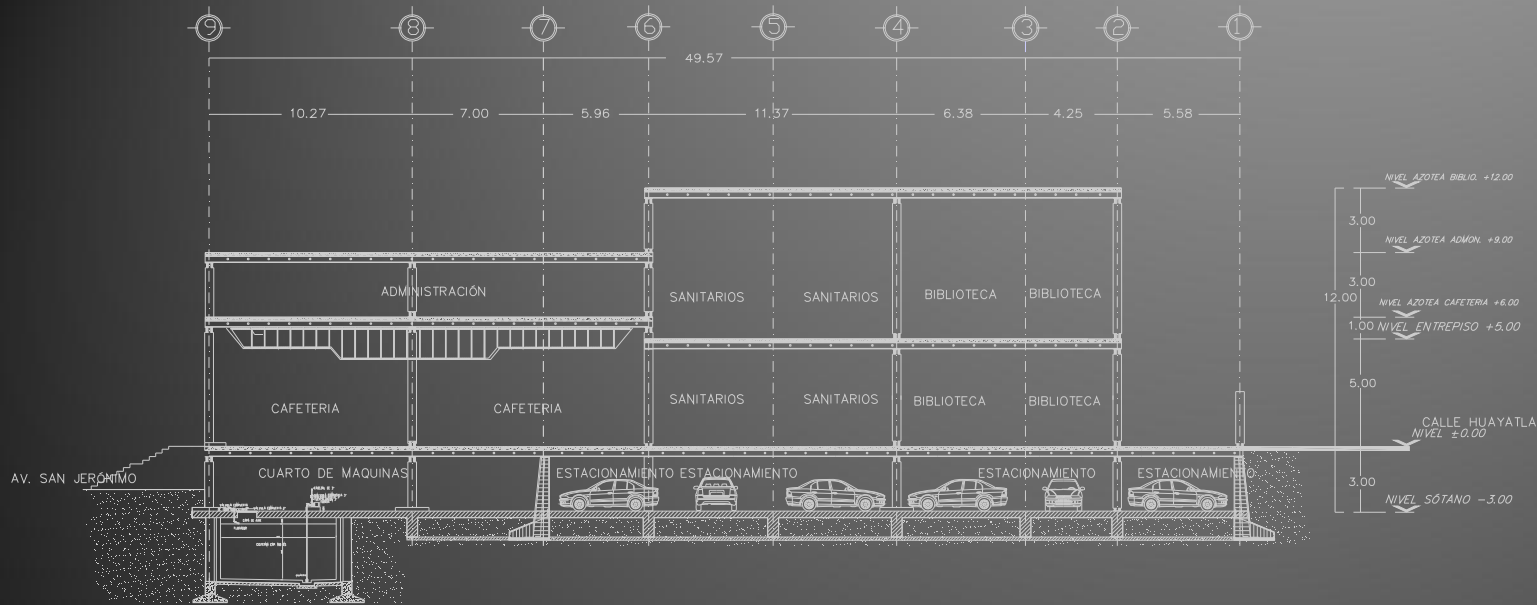 9 8 7 6 5 4 3 2 1
49.57
10.27 7.00 5.96 11.37 6.38 4.25 5.58
NIVEL AZOTEA BIBLIO. +12.00
3.00
NIVEL AZOTEA ADMON. +9.00
ADMINISTRACIÓN
SANITARIOS SANITARIOS BIBLIOTECA BIBLIOTECA
3.00
12.00
NIVEL AZOTEA CAFETERIA +6.00
1.00 NIVEL ENTREPISO +5.00
5.00
CAFETERIA CAFETERIA SANITARIOS SANITARIOS BIBLIOTECA BIBLIOTECA
CALLE HUAYATLA
NIVEL ±0.00
AV. SAN JERÓNIMO
CUARTO DE MAQUINAS ESTACIONAMIENTO ESTACIONAMIENTO ESTACIONAMIENTO ESTACIONAMIENTO
3.00
NIVEL SÓTANO -3.00